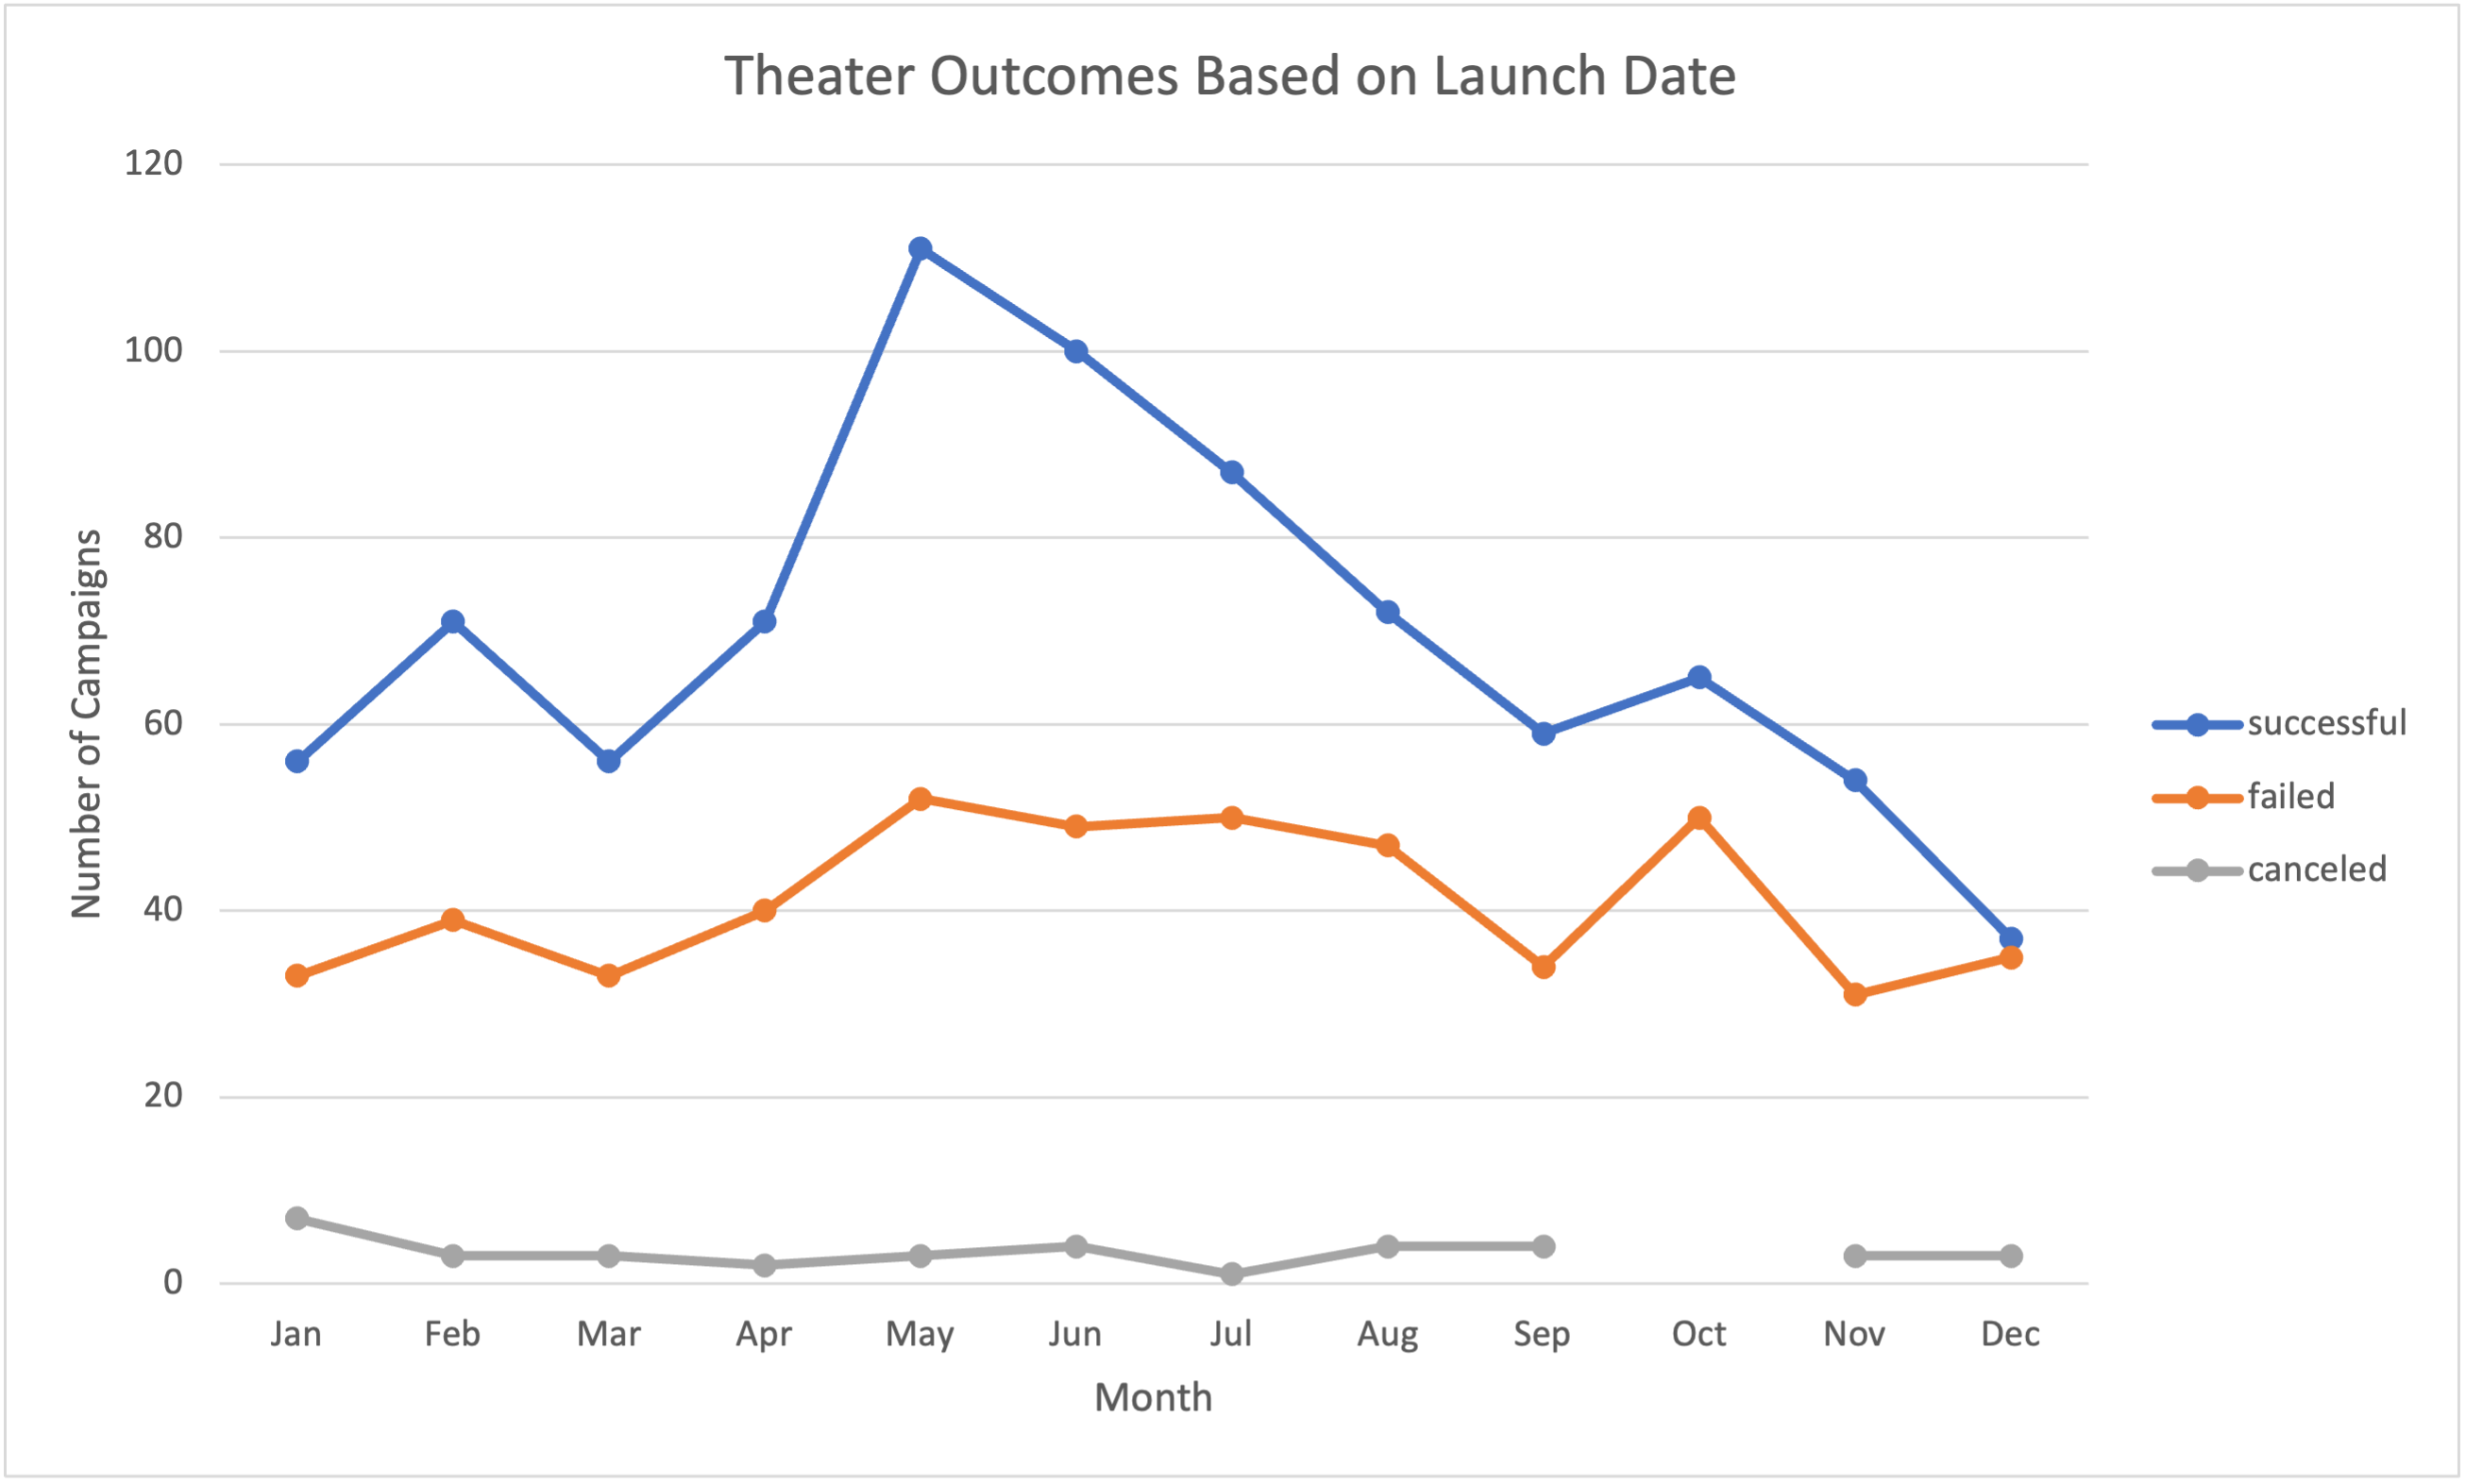 Theater Outcomes Based on Launch Date
120
100
80
60
40
20
0
Number of Campaigns
Jan Feb Mar Apr May Jun Jul Aug Sep Oct Nov Dec
Month
successful
failed
canceled